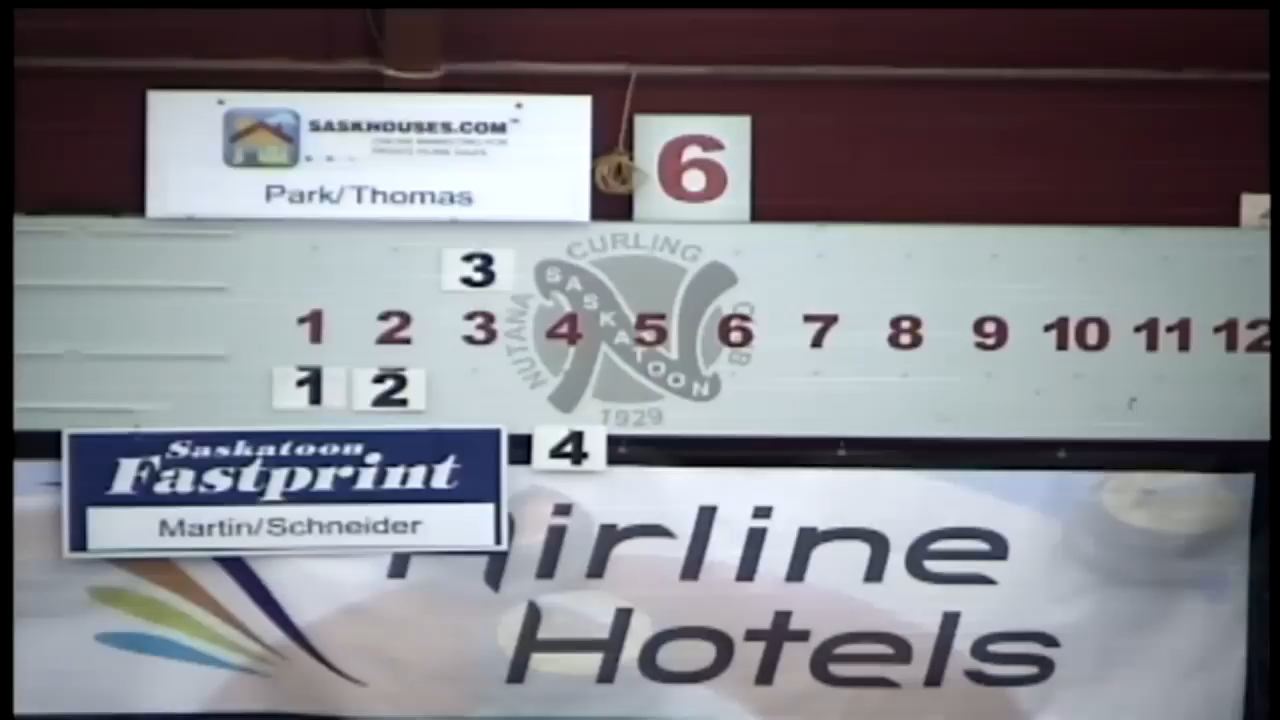 SASKHOUSES.COM
Park/Thomas
6
3
1 2 3 4 5 6 7 8 9 10 11 12
1 2
4
NUTANA CURLING CLUB
SASKATOON
1929
Saskatoon
Fastprint
Martin/Schneider
Airline
Hotels